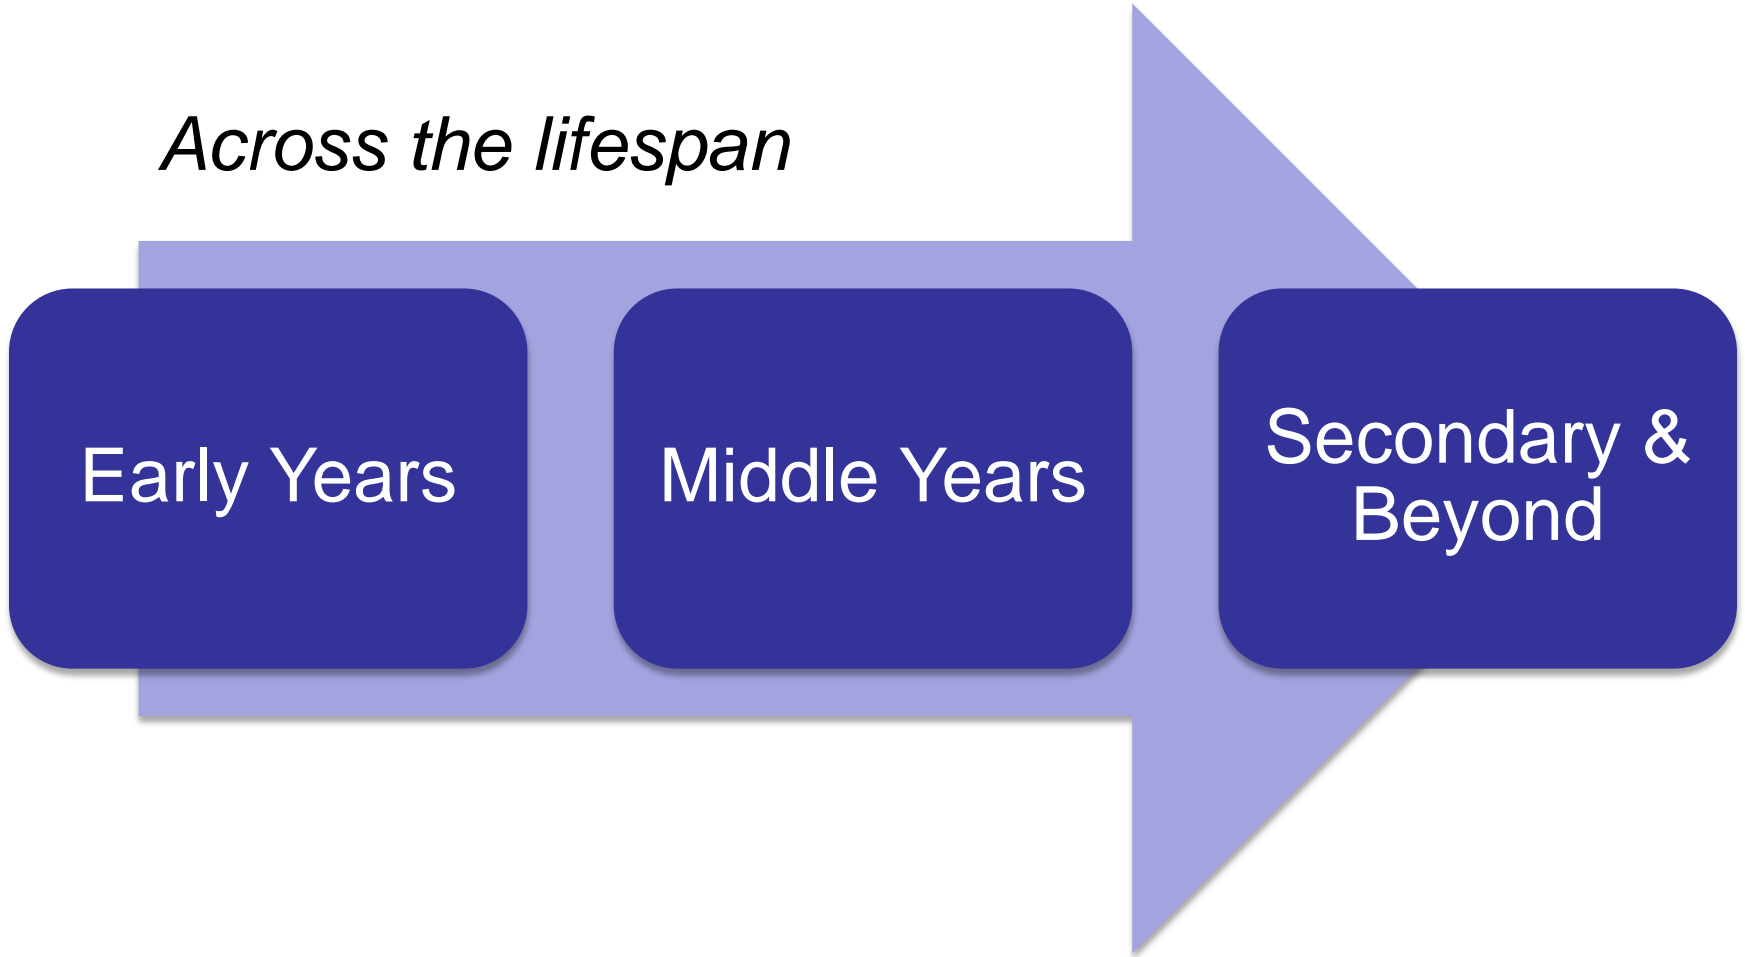 Across the lifespan
Early Years
Middle Years
Secondary &
Beyond